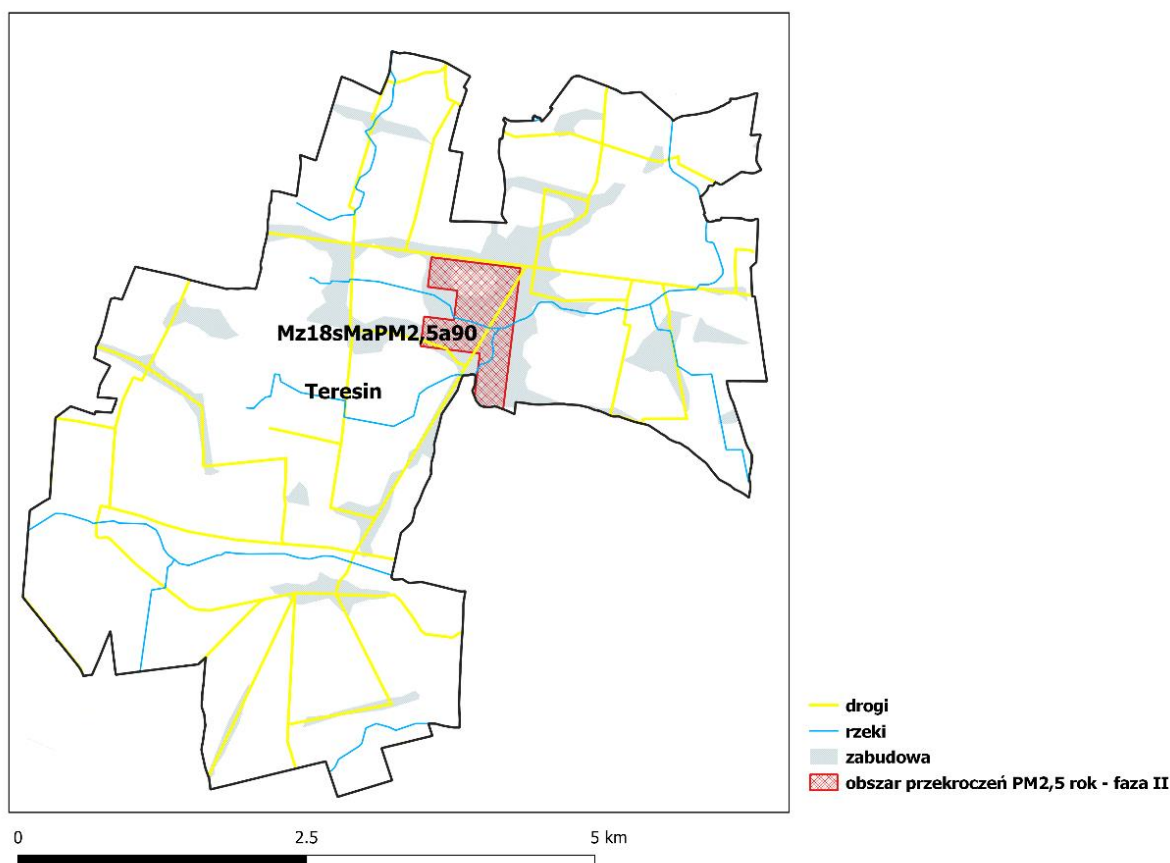 Mz18sMaPM2,5a90
Teresin
drogi
rzeki
zabudowa
obszar przekroczeń PM2,5 rok - faza II
0 2.5 5 km